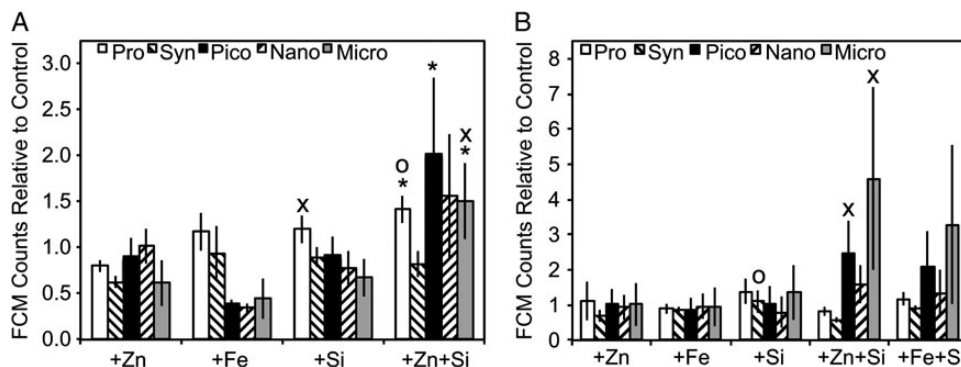 A
B
FCM Counts Relative to Control
3.0
2.5
2.0
1.5
1.0
0.5
0.0
Pro Syn Pico Nano Micro
x
o
*
*
x
*
+Zn +Fe +Si +Zn+Si
FCM Counts Relative to Control
8
7
6
5
4
3
2
1
0
Pro Syn Pico Nano Micro
o
x
x
+Zn +Fe +Si +Zn+Si +Fe+S